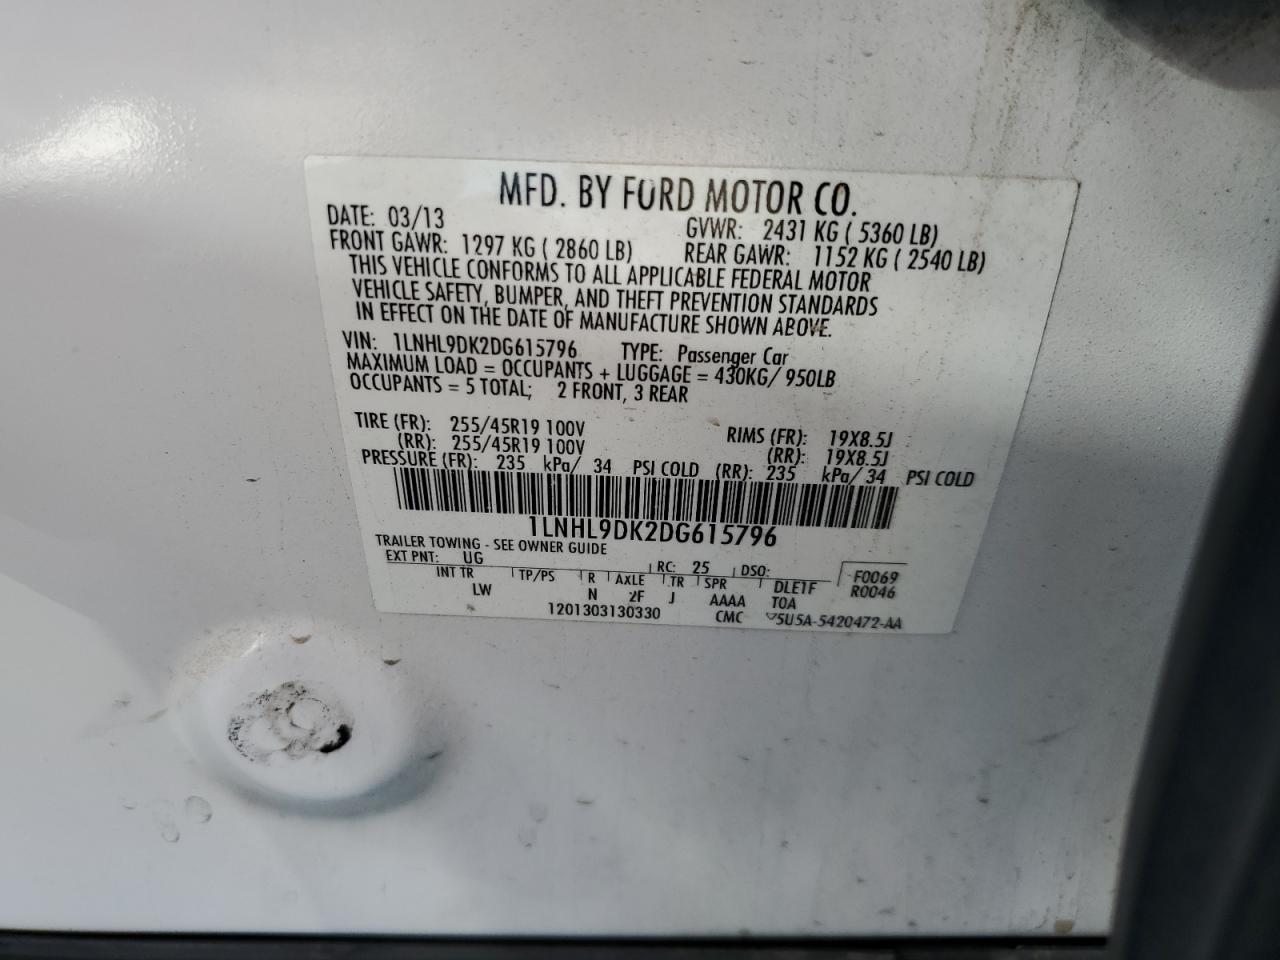 MFD. BY FORD MOTOR CO.
DATE: 03/13 GVWR: 2431 KG ( 5360 LB)
FRONT GAWR: 1297 KG ( 2860 LB) REAR GAWR: 1152 KG ( 2540 LB)
THIS VEHICLE CONFORMS TO ALL APPLICABLE FEDERAL MOTOR
VEHICLE SAFETY, BUMPER, AND THEFT PREVENTION STANDARDS
IN EFFECT ON THE DATE OF MANUFACTURE SHOWN ABOVE.
VIN: 1LNHL9DK2DG615796 TYPE: Passenger Car
MAXIMUM LOAD = OCCUPANTS + LUGGAGE = 430KG/ 950LB
OCCUPANTS = 5 TOTAL; 2 FRONT, 3 REAR
TIRE (FR): 255/45R19 100V RIMS (FR): 19X8.5J
(RR): 255/45R19 100V (RR): 19X8.5J
PRESSURE (FR): 235 kPa/ 34 PSI COLD (RR): 235 kPa/ 34 PSI COLD
1LNHL9DK2DG615796
TRAILER TOWING - SEE OWNER GUIDE
EXT PNT: UG RC: 25 DSO: F0069
INT TR TP/PS R AXLE TR SPR DLE1F R0046
LW N 2F J AAAA TOA
1201303130330 CMC 5U5A-5420472-AA